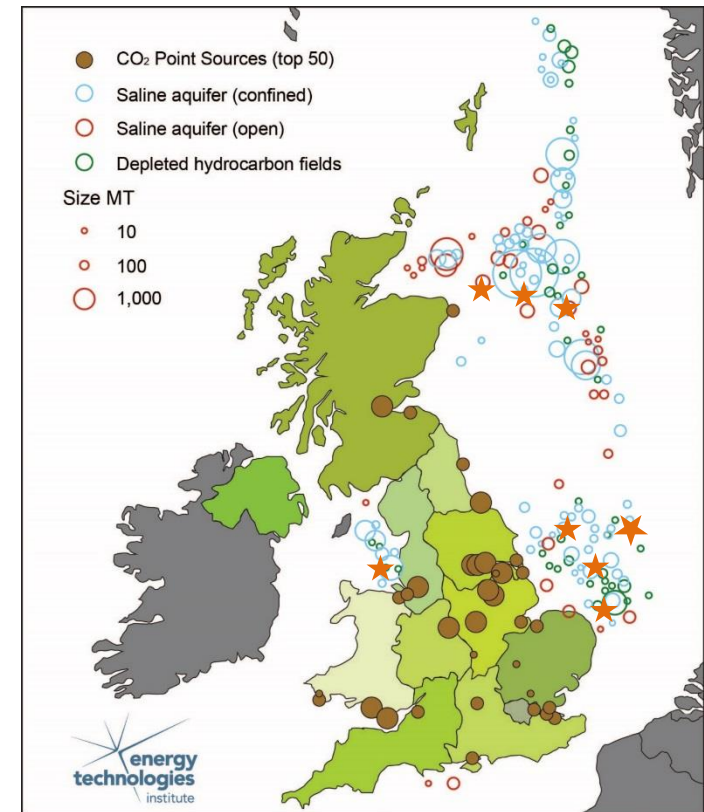 CO₂ Point Sources (top 50)
Saline aquifer (confined)
Saline aquifer (open)
Depleted hydrocarbon fields
Size MT
10
100
1,000
energy
technologies
institute